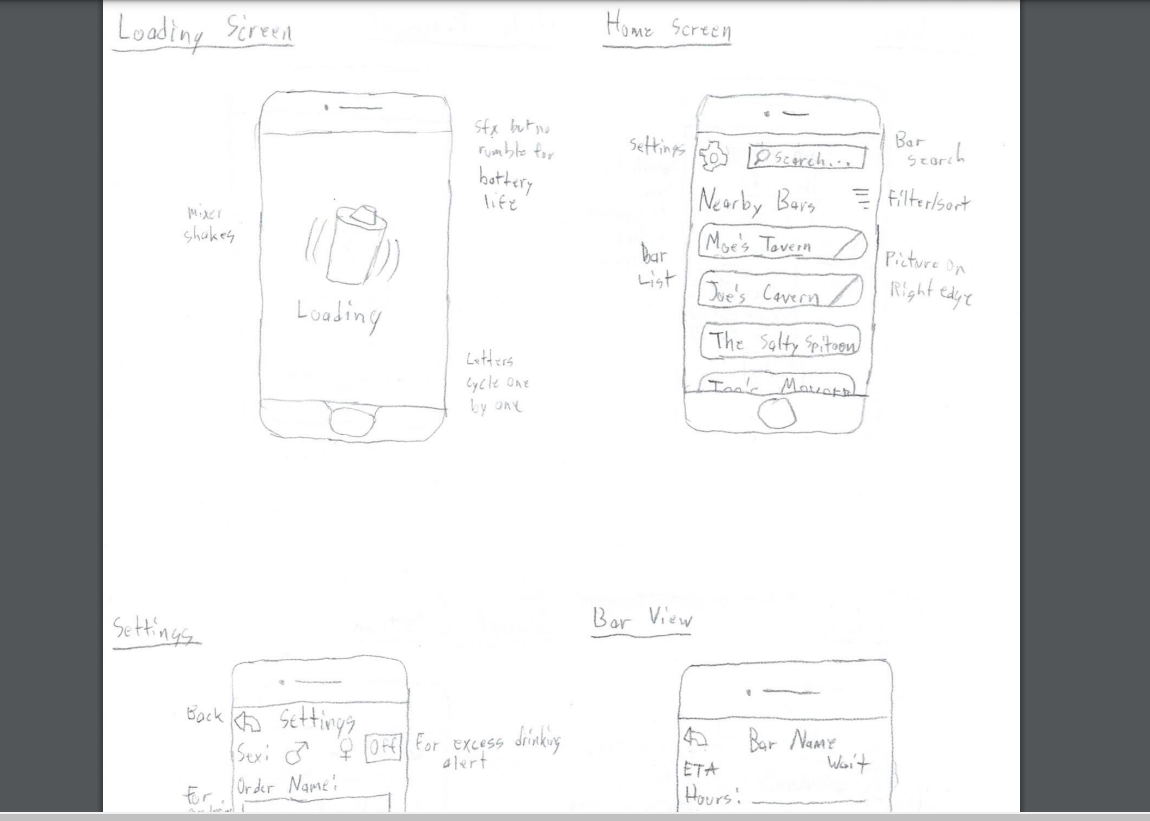 Loading Screen
sfx but no
rumble for
battery
life
mixer
shakes
Loading
Letters
cycle one
by one
Home Screen
Settings
Search...
Bar
search
Nearby Bars
Filter/sort
Moe's Tavern
Bar
List
Picture on
Right edge
Joe's Cavern
The Salty Spitoon
Settings
Back
Settings
Sex: ♂ ♀ Off
For excess drinking
alert
Order Name:
For
Bar View
Bar Name
Wait
ETA
Hours: